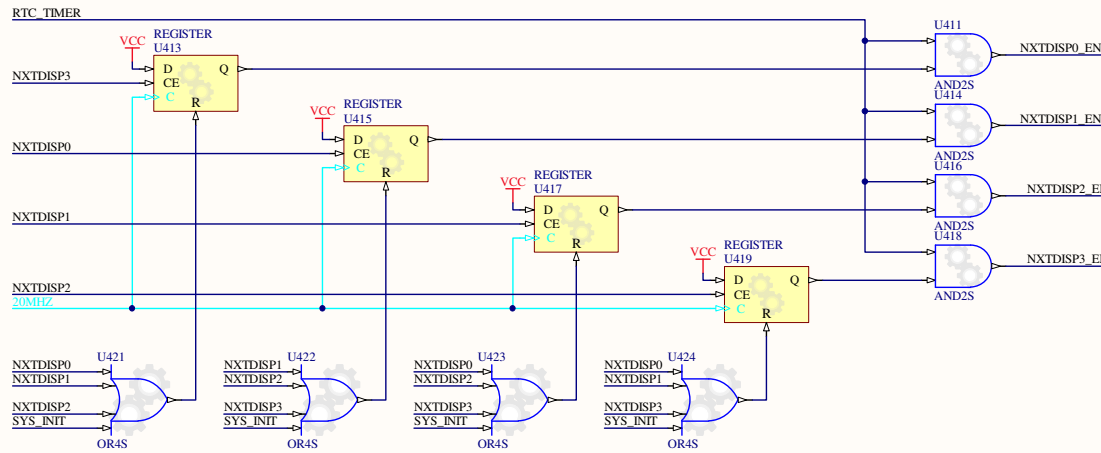 RTC_TIMER
U411
NXTDISP0_EN
AND2S
VCC
REGISTER
U413
NXTDISP3
D
CE
C
Q
R
U414
NXTDISP1_EN
AND2S
VCC
REGISTER
U415
NXTDISP0
D
CE
C
Q
R
U416
NXTDISP2_E
AND2S
VCC
REGISTER
U417
NXTDISP1
D
CE
C
Q
R
U418
NXTDISP3_E
AND2S
VCC
REGISTER
U419
NXTDISP2
20MHZ
D
CE
C
Q
R
U421
NXTDISP0
NXTDISP1
NXTDISP2
SYS_INIT
OR4S
U422
NXTDISP1
NXTDISP2
NXTDISP3
SYS_INIT
OR4S
U423
NXTDISP0
NXTDISP2
NXTDISP3
SYS_INIT
OR4S
U424
NXTDISP0
NXTDISP1
NXTDISP3
SYS_INIT
OR4S